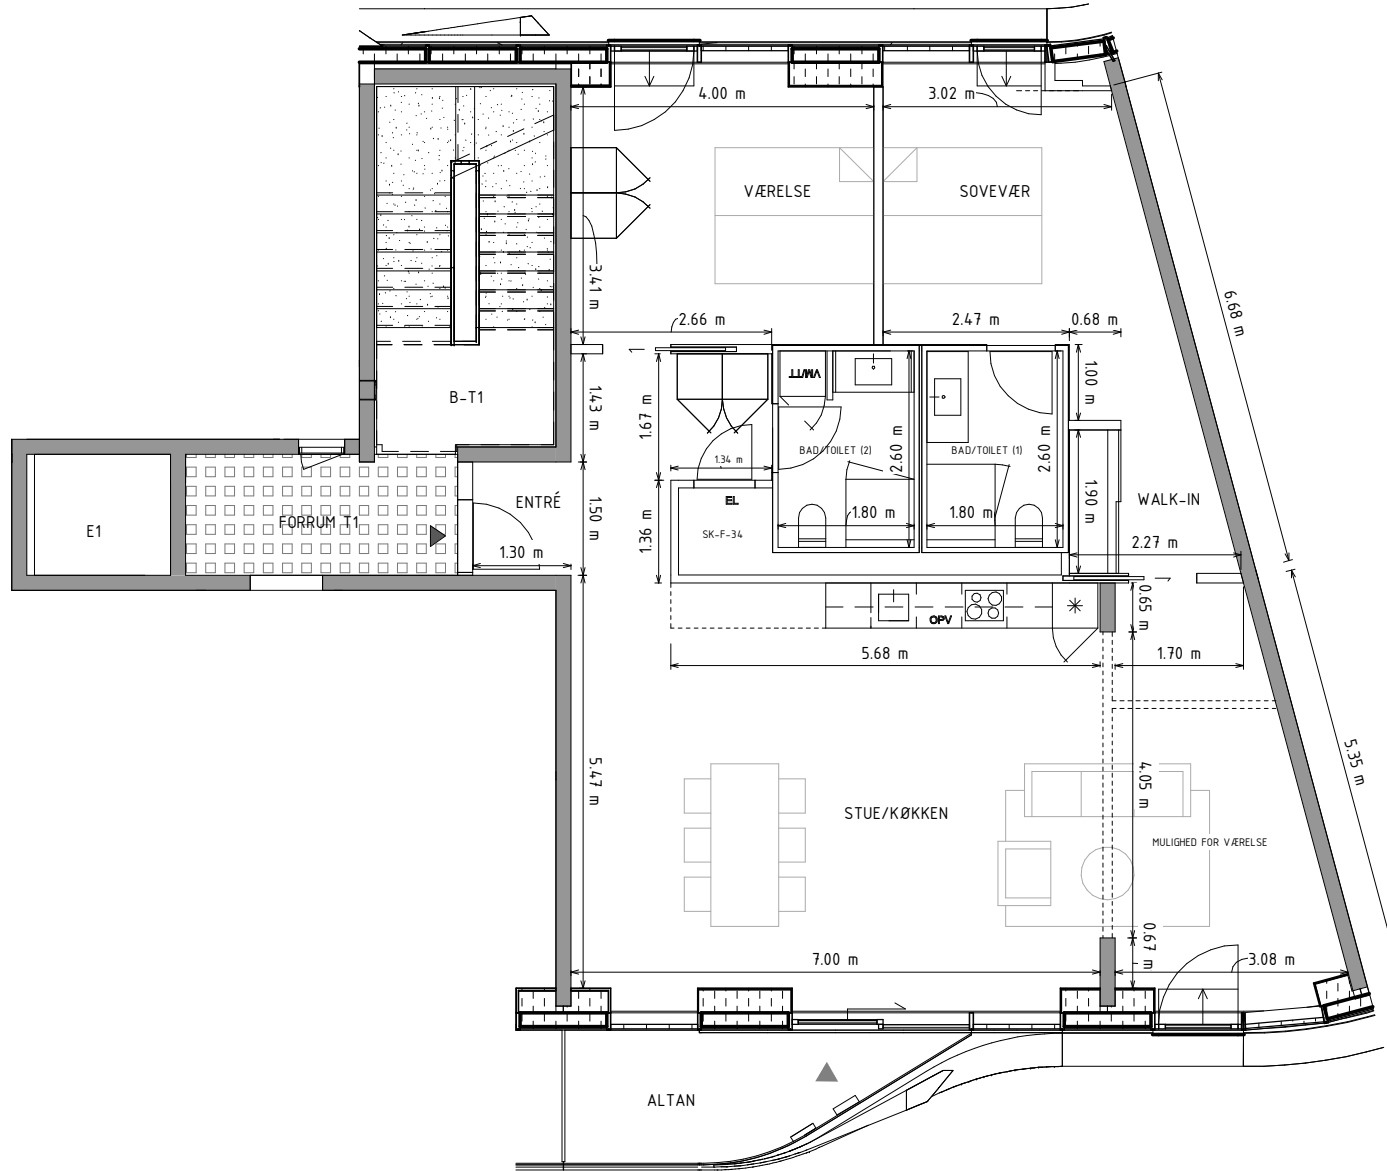 4.00 m
3.02 m
VÆRELSE
SOVEVÆR
3.41 m
6.68 m
2.66 m
2.47 m
0.68 m
1.00 m
VM/TT
B-T1
1.43 m
1.67 m
1.34 m
BAD/TOILET (2)
2.60 m
BAD/TOILET (1)
2.60 m
1.90 m
WALK-IN
EL
ENTRÉ
E1
FORRUM T1
1.50 m
1.36 m
SK-F-34
1.80 m
1.80 m
1.30 m
2.27 m
0.65 m
OPV
5.68 m
1.70 m
5.47 m
4.05 m
5.35 m
STUE/KØKKEN
MULIGHED FOR VÆRELSE
0.67 m
7.00 m
3.08 m
ALTAN